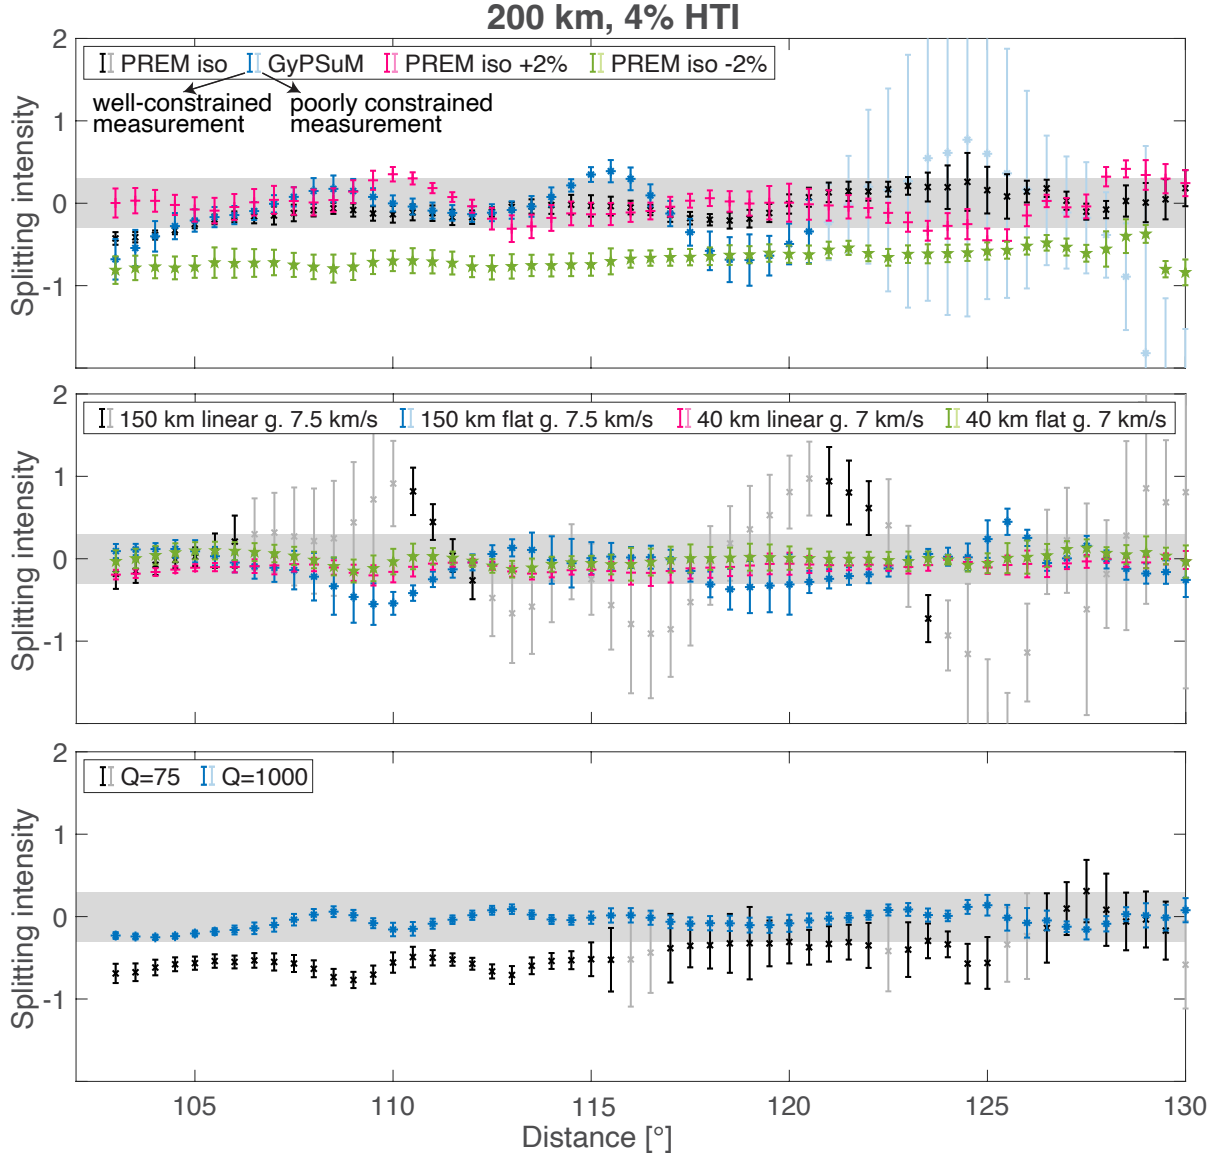 200 km, 4% HTI
2
PREM iso GyPSuM PREM iso +2% PREM iso -2%
well-constrained measurement
poorly constrained measurement
1
0
-1
Splitting intensity
2
150 km linear g. 7.5 km/s 150 km flat g. 7.5 km/s 40 km linear g. 7 km/s 40 km flat g. 7 km/s
1
0
-1
Splitting intensity
2
Q=75 Q=1000
1
0
-1
Splitting intensity
105 110 115 120 125 130
Distance [°]